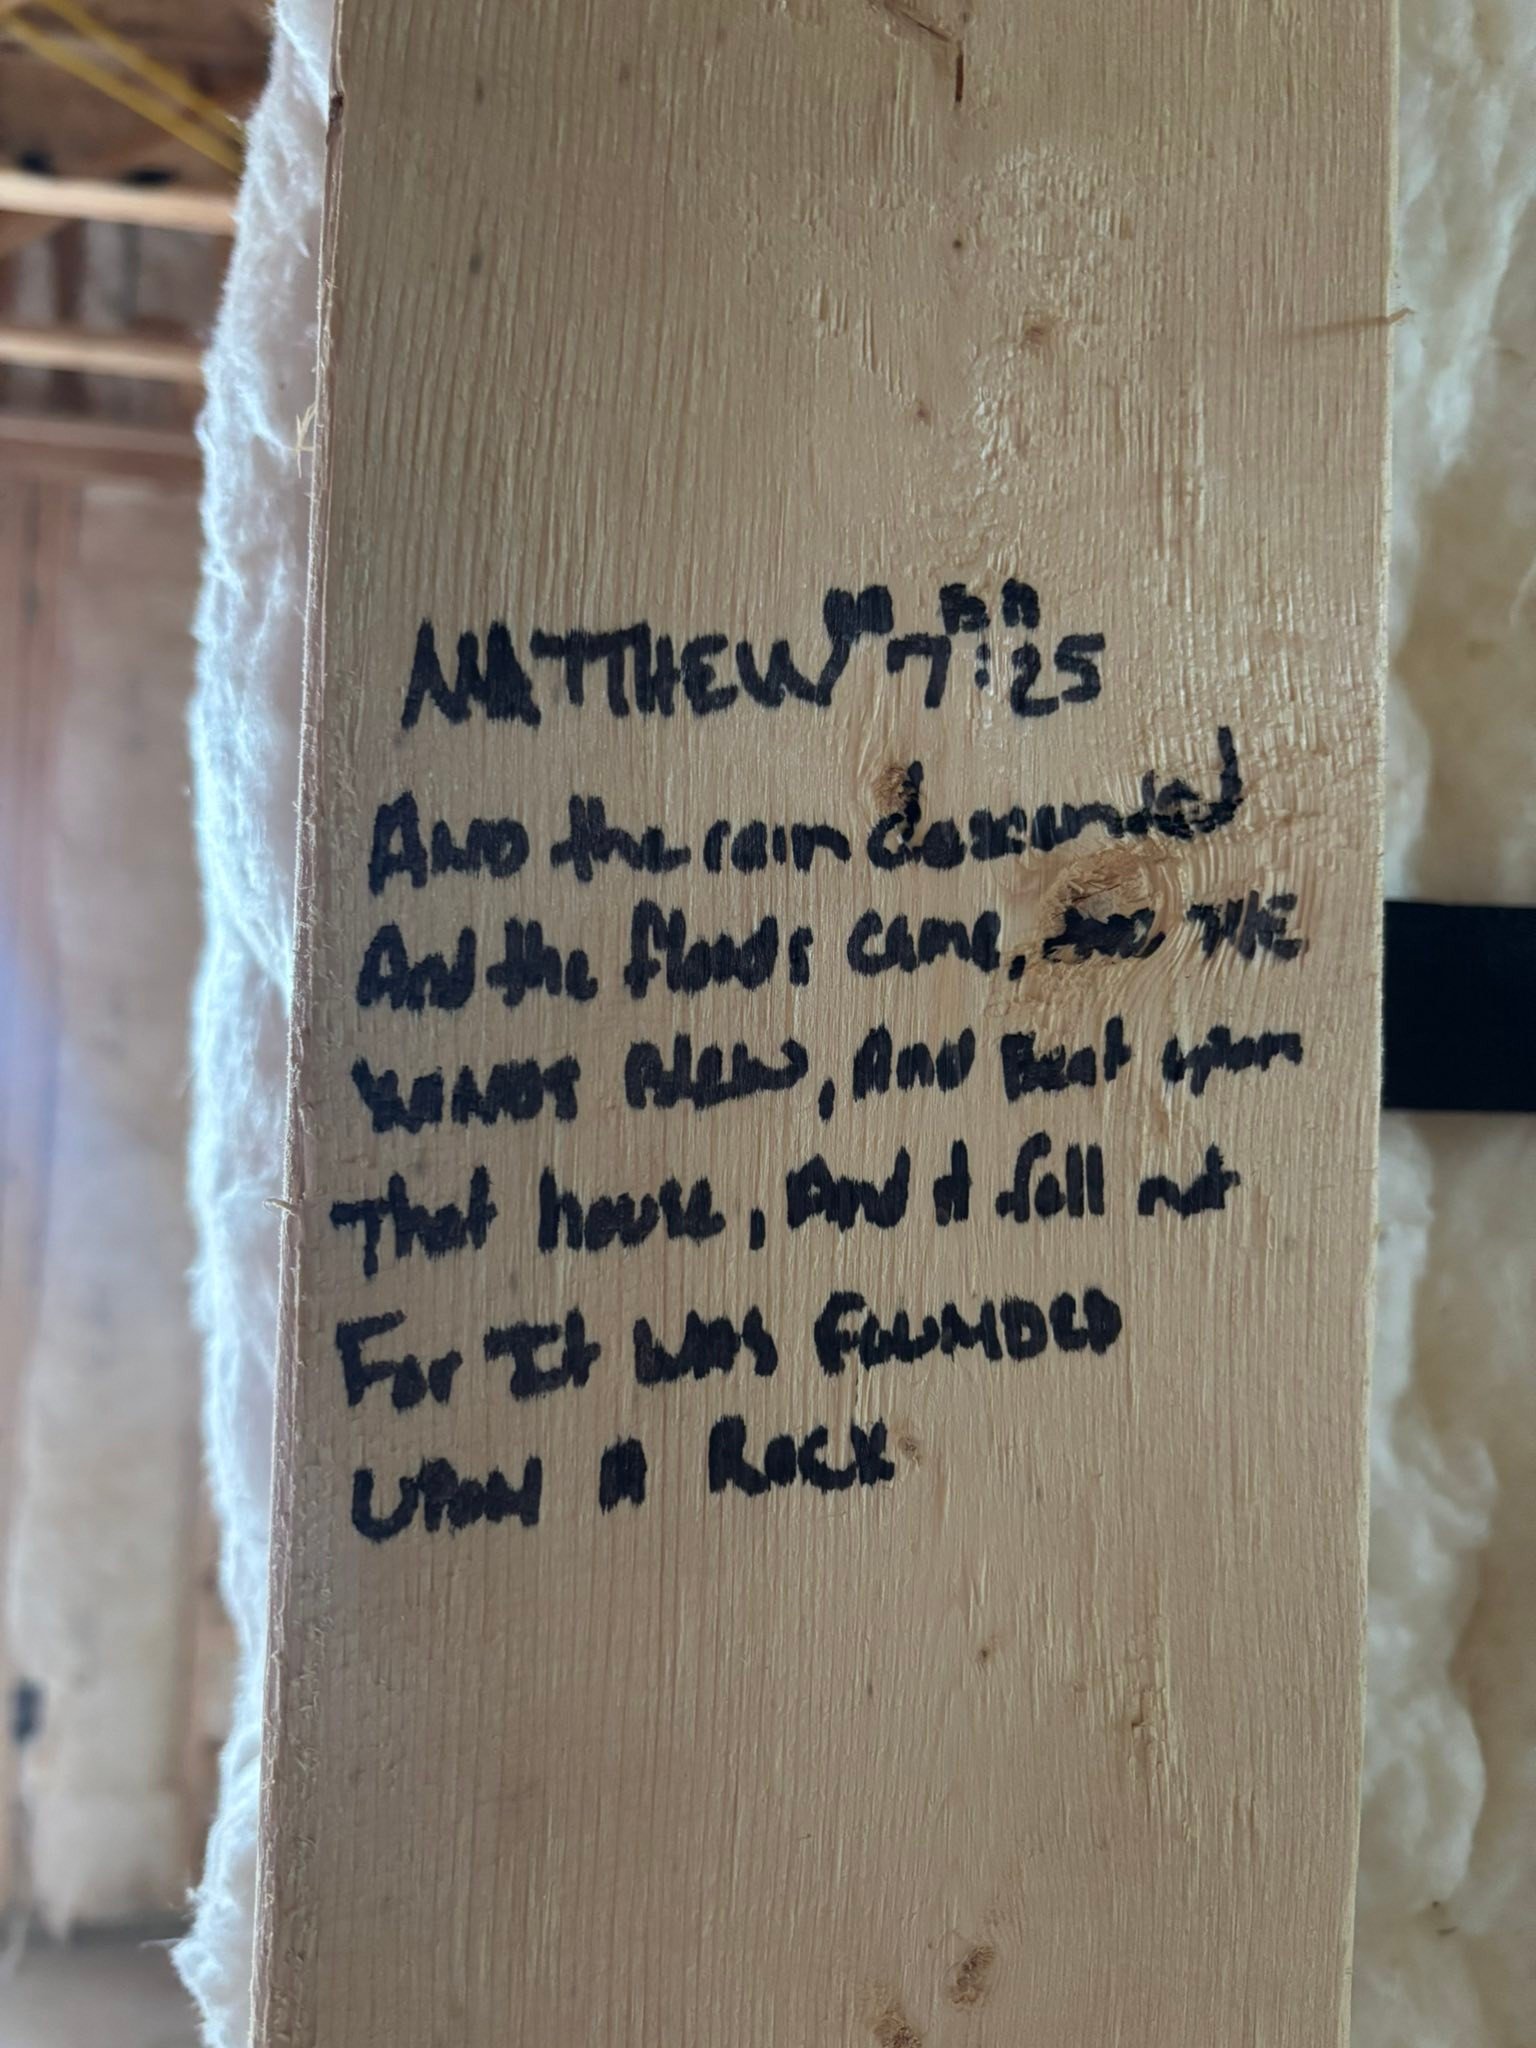 MATTHEW 7:25
AND the rain descended
And the floods came, AND THE
WINDS BLEW, AND Beat upon
That house, And it fell not
For It WAS FOUNDED
UPON A ROCK